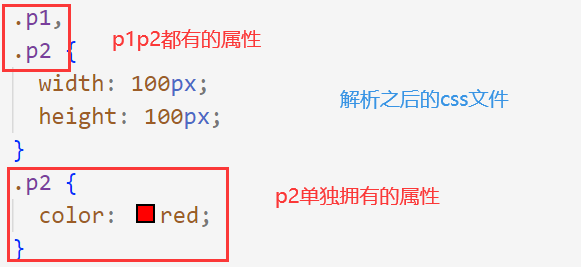 .p1,
p1p2都有的属性
.p2 {
width: 100px;
解析之后的css文件
height: 100px;
}
.p2 {
p2单独拥有的属性
color: red;
}